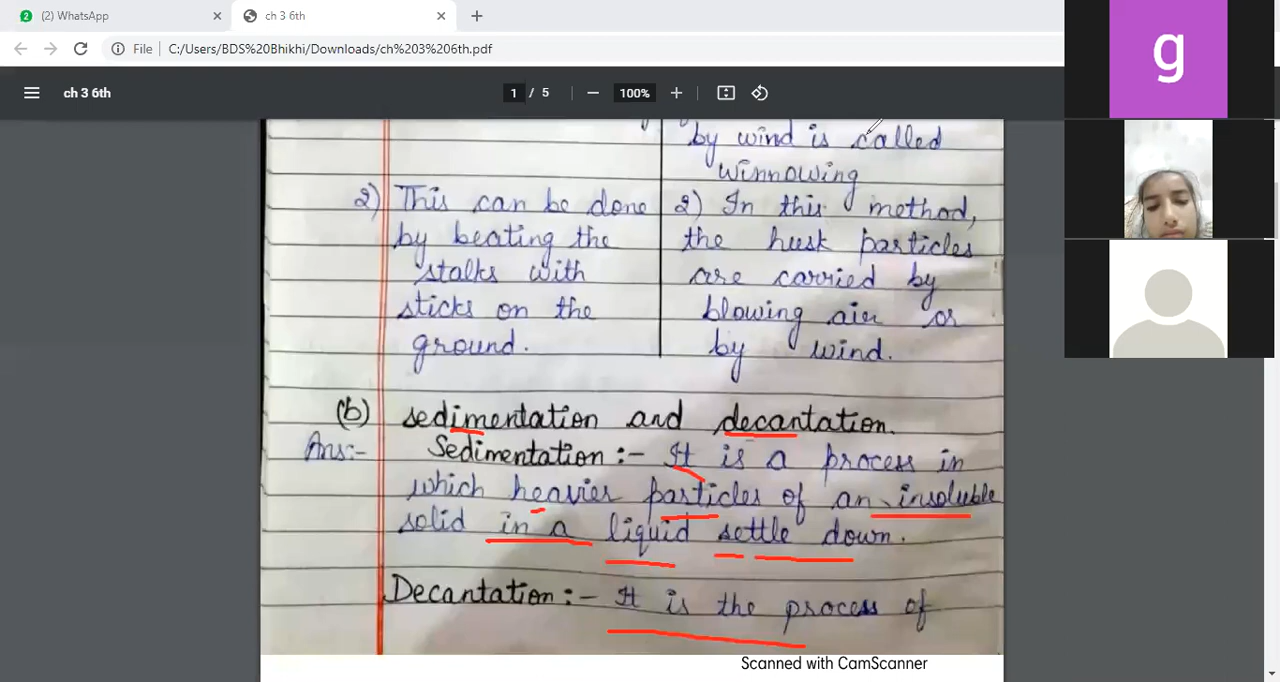 (2) WhatsApp
ch 3 6th
File
C:/Users/BDS%20Bhikhi/Downloads/ch%203%206th.pdf
ch 3 6th
1 / 5
100%
g
by wind is called
winnowing
2) This can be done
by beating the
stalks with
sticks on the
ground.
2) In this method,
the husk particles
are carried by
blowing air or
by wind.
(b) sedimentation and decantation.
Ans:- Sedimentation :- It is a process in
which heavier particles of an insoluble
solid in a liquid settle down.
Decantation :- It is the process of
Scanned with CamScanner